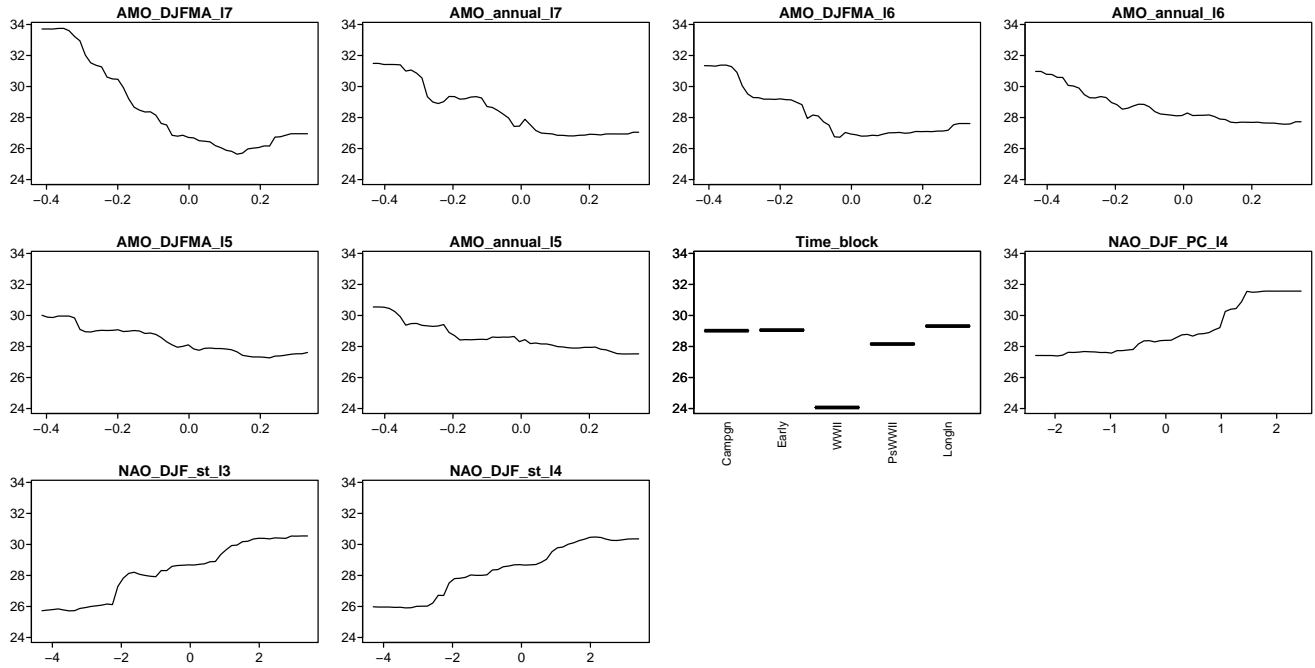 AMO_DJFMA_l7 AMO_annual_l7 AMO_DJFMA_l6 AMO_annual_l6
34 34 34 34
32 32 32 32
30 30 30 30
28 28 28 28
26 26 26 26
24 24 24 24
−0.4 −0.2 0.0 0.2 −0.4 −0.2 0.0 0.2 −0.4 −0.2 0.0 0.2 −0.4 −0.2 0.0 0.2
AMO_DJFMA_l5 AMO_annual_l5 Time_block NAO_DJF_PC_l4
34 34 34 34
32 32 32 32
30 30 30 30
28 28 28 28
26 26 26 26
24 24 24 24
−0.4 −0.2 0.0 0.2 −0.4 −0.2 0.0 0.2 Campgn Early WWII PsWWII LongIn −2 −1 0 1 2
NAO_DJF_st_l3 NAO_DJF_st_l4
34 34
32 32
30 30
28 28
26 26
24 24
−4 −2 0 2 −4 −2 0 2